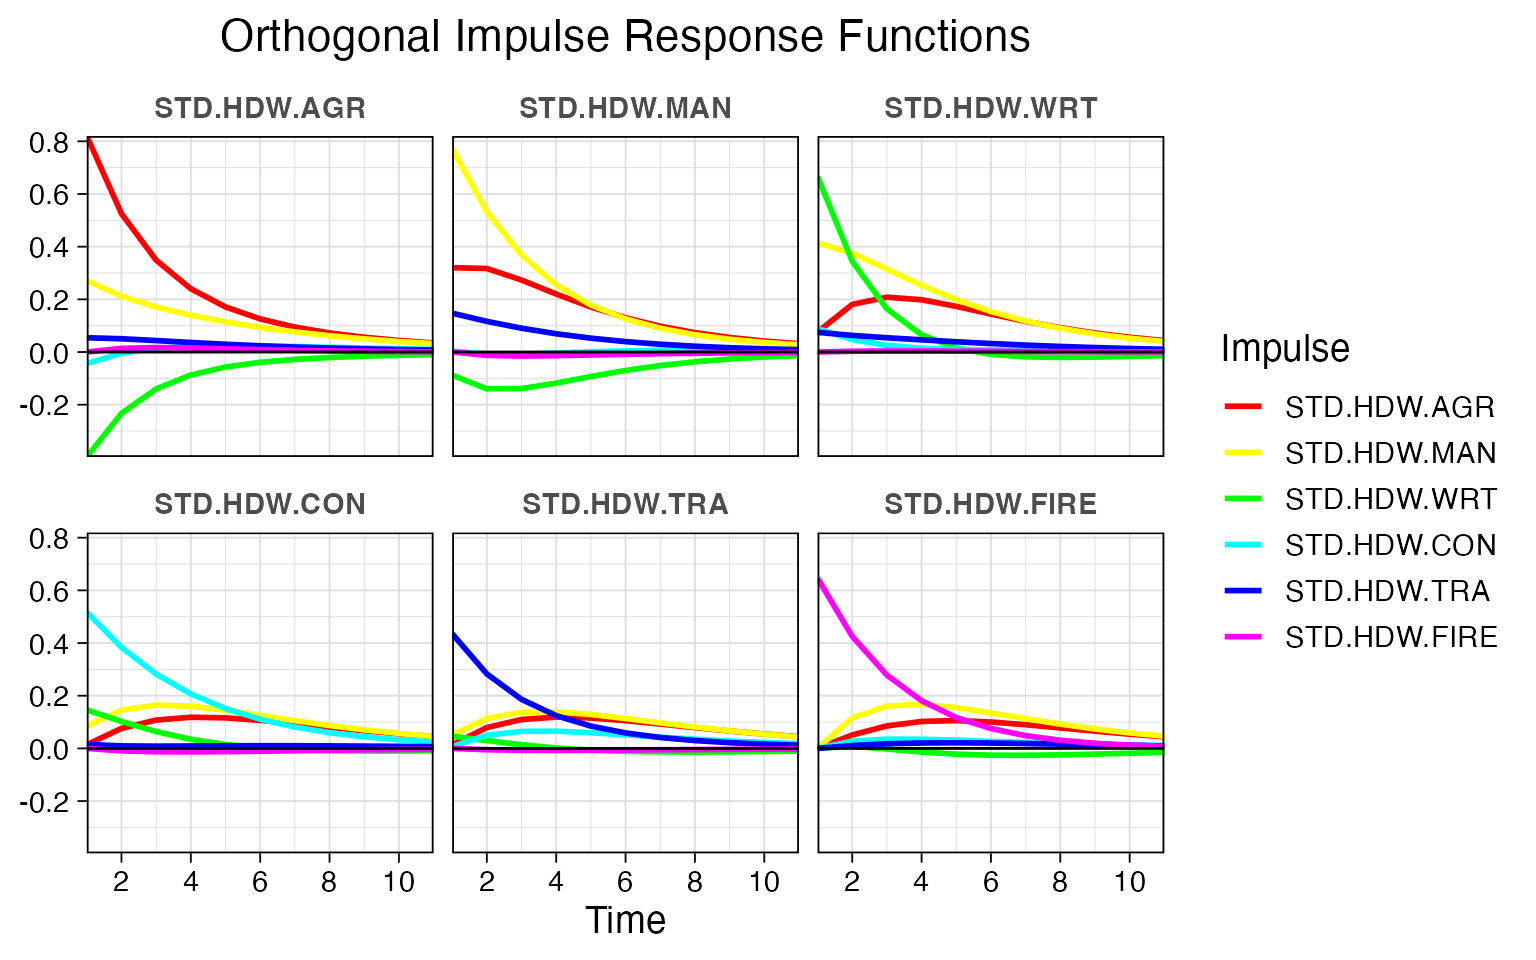 Orthogonal Impulse Response Functions
STD.HDW.AGR STD.HDW.MAN STD.HDW.WRT
0.8
0.6
0.4
0.2
0.0
-0.2
STD.HDW.CON STD.HDW.TRA STD.HDW.FIRE
0.8
0.6
0.4
0.2
0.0
-0.2
2 4 6 8 10 2 4 6 8 10 2 4 6 8 10
Time
Impulse
STD.HDW.AGR
STD.HDW.MAN
STD.HDW.WRT
STD.HDW.CON
STD.HDW.TRA
STD.HDW.FIRE